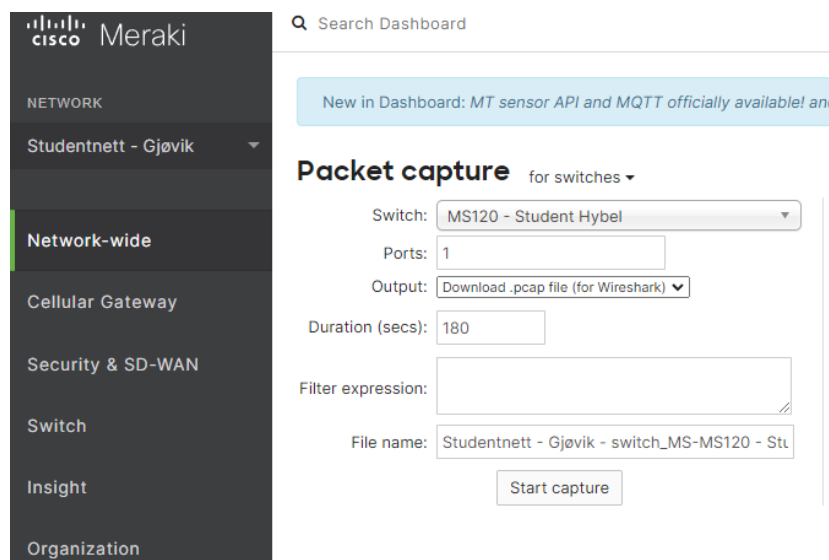 cisco Meraki
Search Dashboard
NETWORK
Studentnett - Gjøvik
New in Dashboard: MT sensor API and MQTT officially available! and
Packet capture for switches
Switch: MS120 - Student Hybel
Ports: 1
Output: Download .pcap file (for Wireshark)
Duration (secs): 180
Filter expression:
File name: Studentnett - Gjøvik - switch_MS-MS120 - Stu
Start capture
Network-wide
Cellular Gateway
Security & SD-WAN
Switch
Insight
Organization